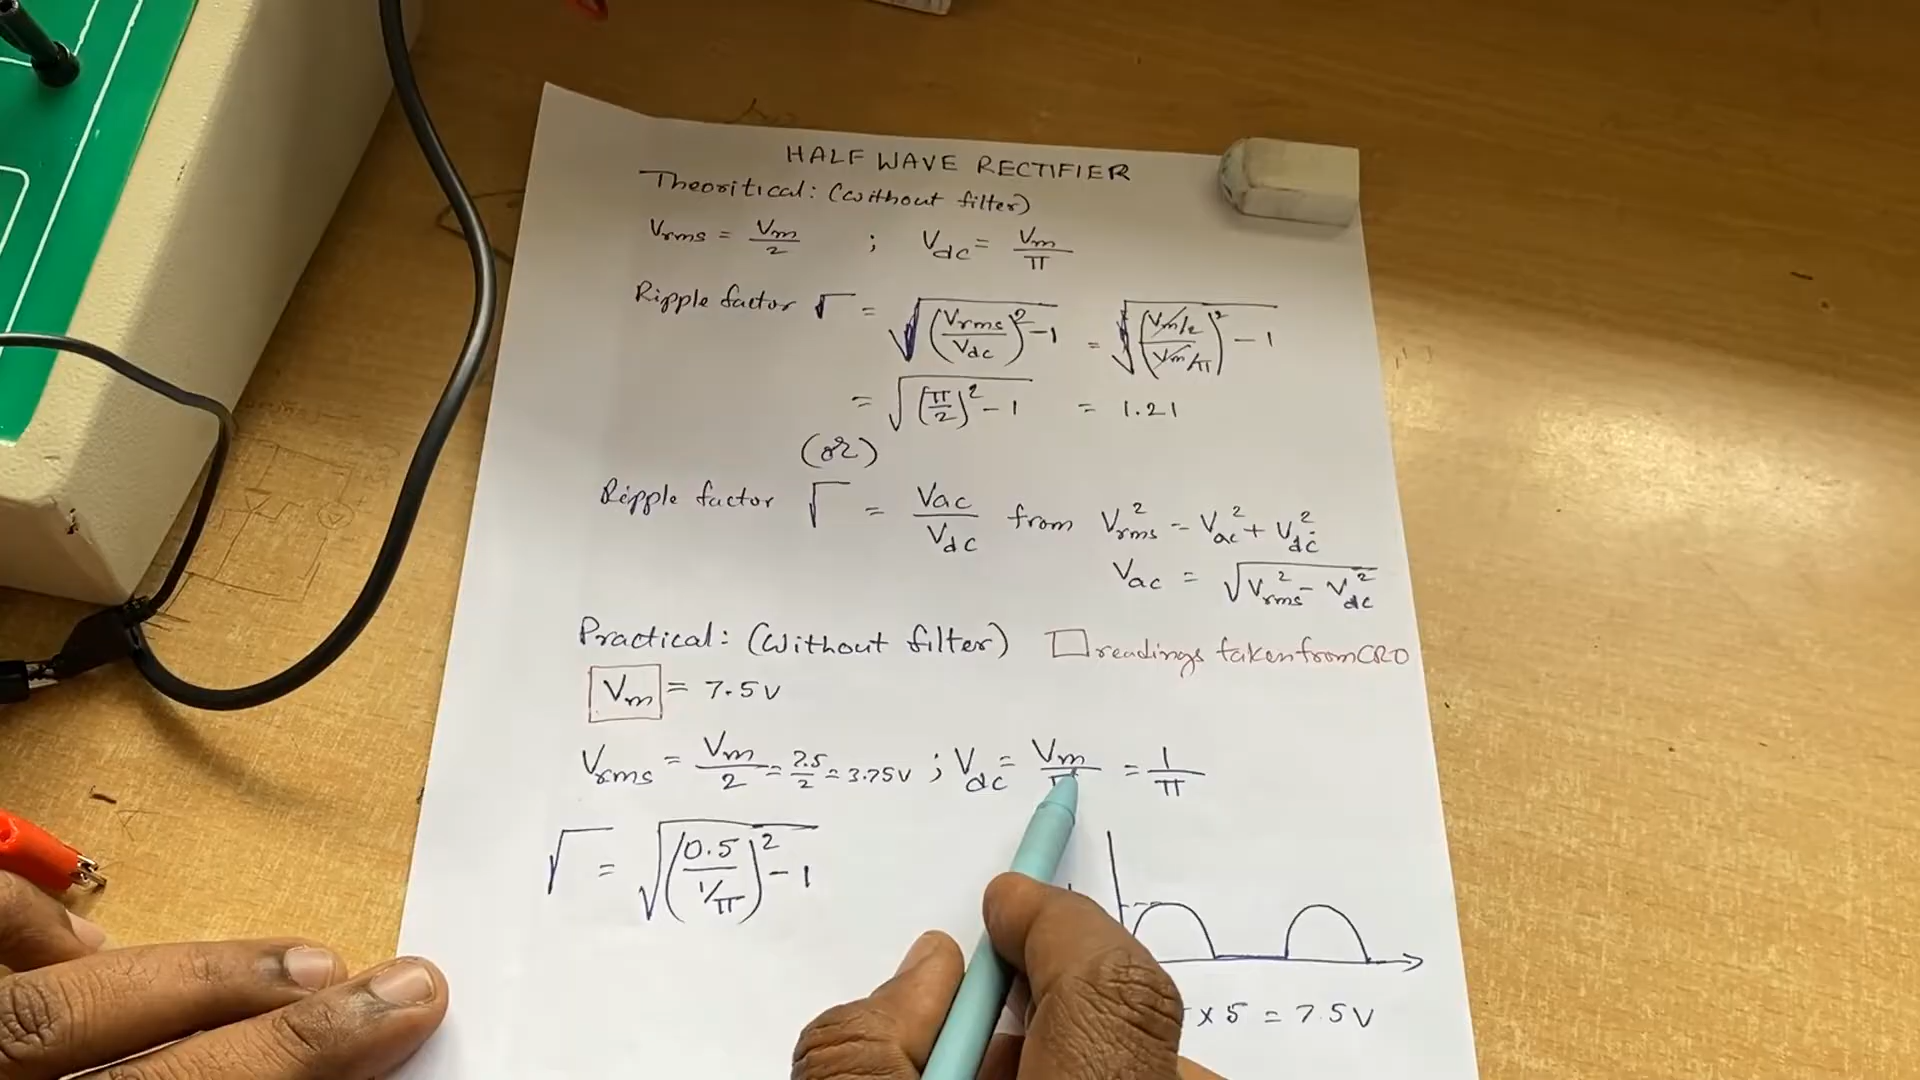 HALF WAVE RECTIFIER
Theoritical: (without filter)
Vrms = Vm/2 ; Vdc = Vm/π
Ripple factor Γ = √((Vrms/Vdc)² - 1) = √((Vm/2 / Vm/π)² - 1)
= √((π/2)² - 1) = 1.21
(or)
Ripple factor Γ = Vac/Vdc from Vrms² = Vac² + Vdc²
Vac = √(Vrms² - Vdc²)
Practical: (without filter) □ readings taken from CRO
Vm = 7.5V
Vrms = Vm/2 = 7.5/2 = 3.75V ; Vdc = Vm/π = 1/π
Γ = √((0.5 / 1/π)² - 1)
× 5 = 7.5V